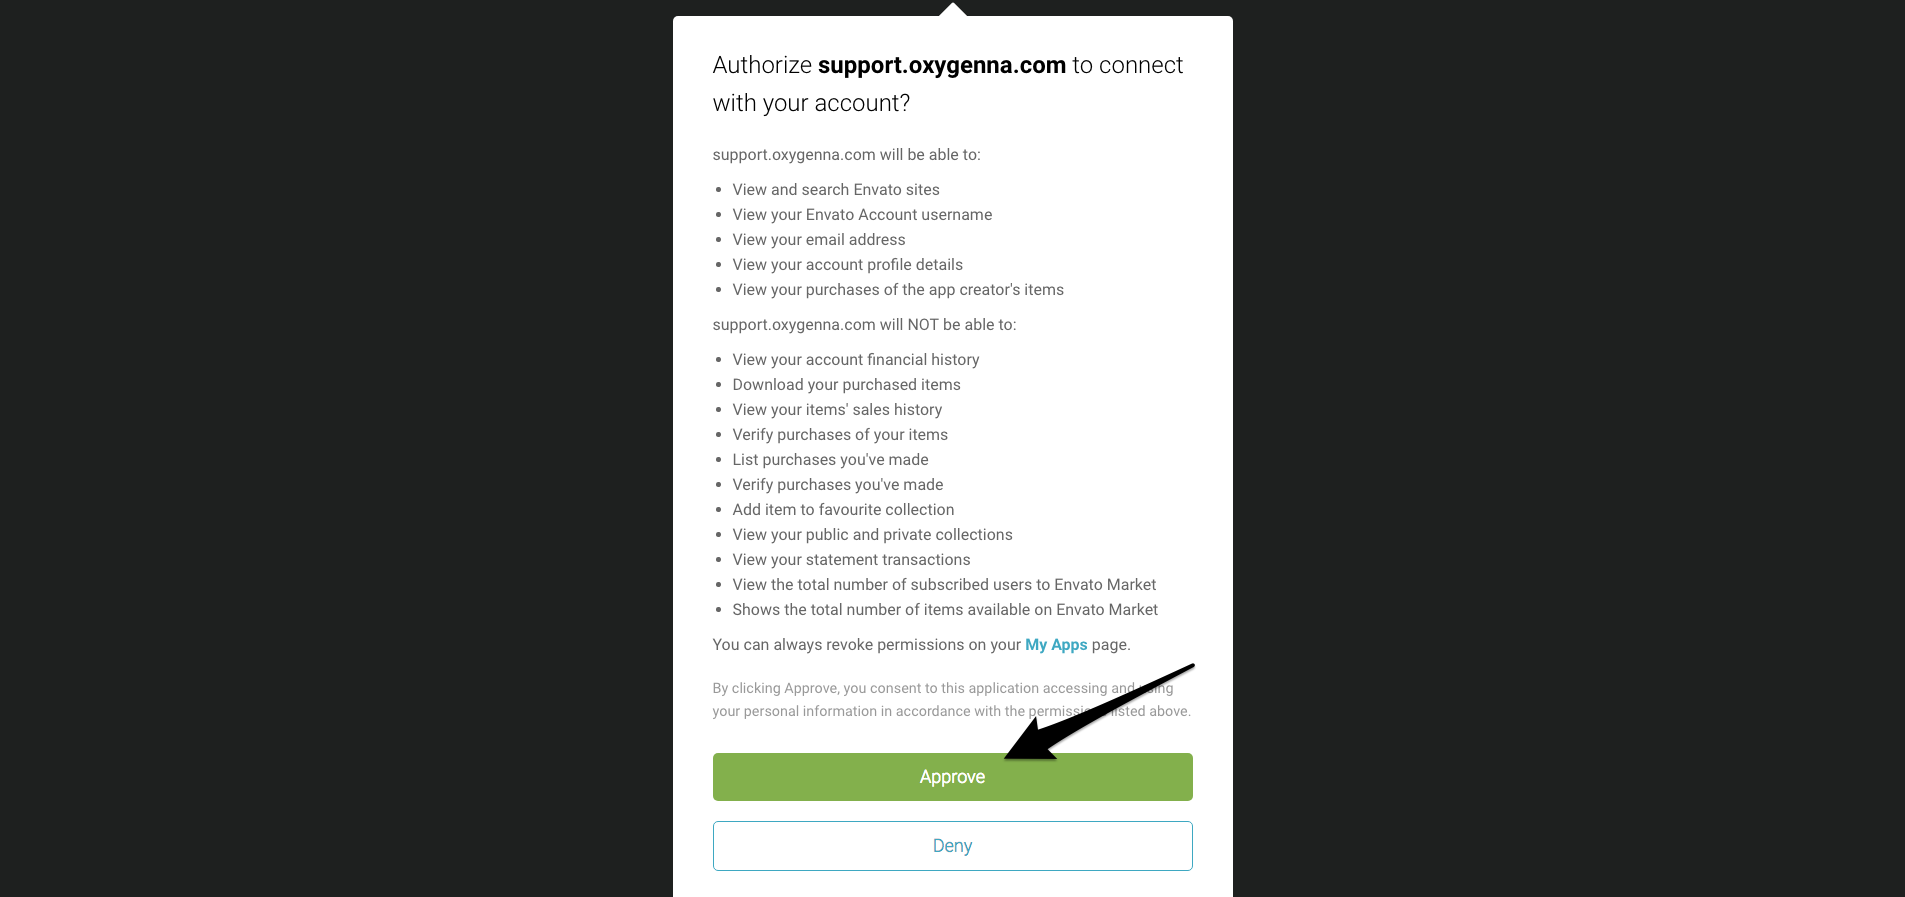 Authorize support.oxygenna.com to connect
with your account?
support.oxygenna.com will be able to:
• View and search Envato sites
• View your Envato Account username
• View your email address
• View your account profile details
• View your purchases of the app creator's items
support.oxygenna.com will NOT be able to:
• View your account financial history
• Download your purchased items
• View your items' sales history
• Verify purchases of your items
• List purchases you've made
• Verify purchases you've made
• Add item to favourite collection
• View your public and private collections
• View your statement transactions
• View the total number of subscribed users to Envato Market
• Shows the total number of items available on Envato Market
You can always revoke permissions on your My Apps page.
By clicking Approve, you consent to this application accessing and using
your personal information in accordance with the permissions listed above.
Approve
Deny